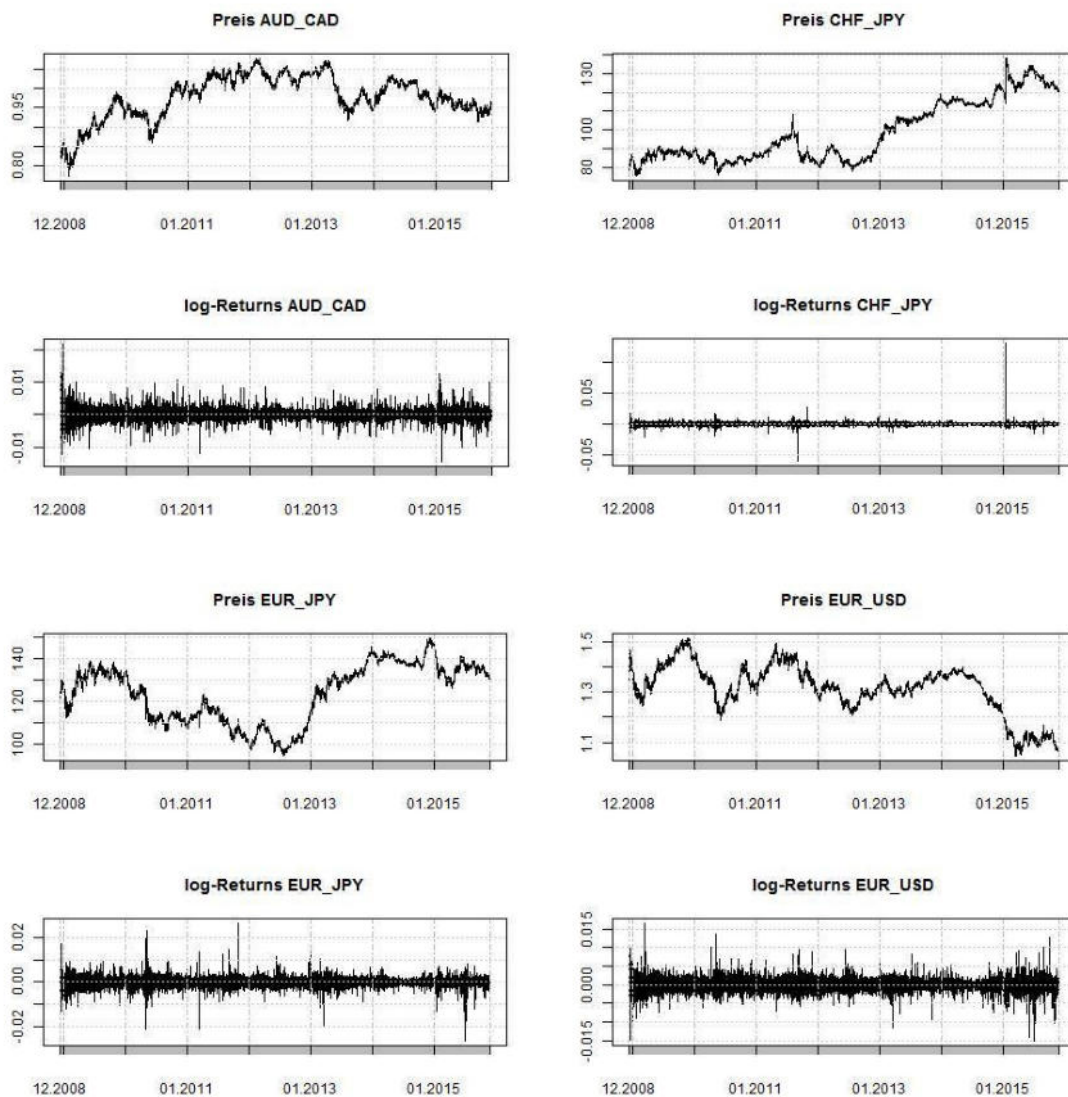 Preis AUD_CAD
0.80
0.95
12.2008 01.2011 01.2013 01.2015
Preis CHF_JPY
80
100
130
12.2008 01.2011 01.2013 01.2015
log-Returns AUD_CAD
-0.01
0.01
12.2008 01.2011 01.2013 01.2015
log-Returns CHF_JPY
-0.05
0.05
12.2008 01.2011 01.2013 01.2015
Preis EUR_JPY
100
120
140
12.2008 01.2011 01.2013 01.2015
Preis EUR_USD
1.1
1.3
1.5
12.2008 01.2011 01.2013 01.2015
log-Returns EUR_JPY
-0.02
0.00
0.02
12.2008 01.2011 01.2013 01.2015
log-Returns EUR_USD
-0.015
0.000
0.015
12.2008 01.2011 01.2013 01.2015